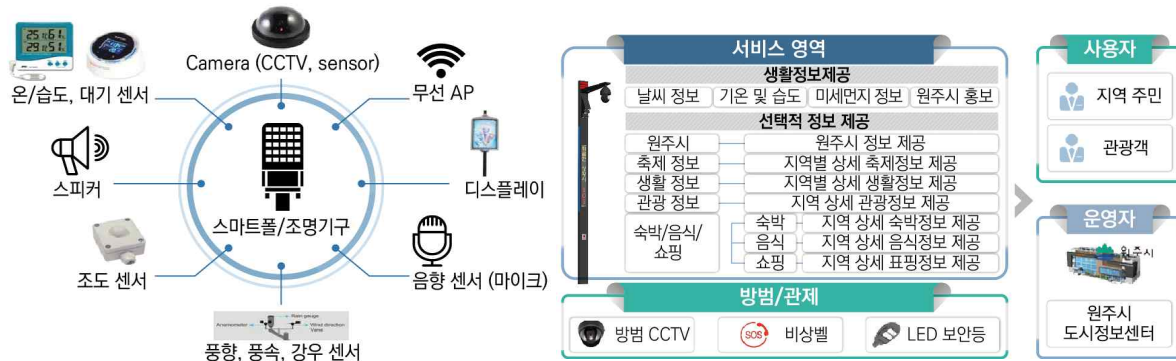 Camera (CCTV, sensor)
온/습도, 대기 센서
무선 AP
스피커
디스플레이
스마트폴/조명기구
조도 센서
음향 센서 (마이크)
Rain gauge
Anemometer
Wind direction
Vane
풍향, 풍속, 강우 센서
서비스 영역
생활정보제공
날씨 정보 기온 및 습도 미세먼지 정보 원주시 홍보
선택적 정보 제공
원주시 원주시 정보 제공
축제 정보 지역별 상세 축제정보 제공
생활 정보 지역별 상세 생활정보 제공
관광 정보 지역 상세 관광정보 제공
숙박/음식/
쇼핑
숙박 지역 상세 숙박정보 제공
음식 지역 상세 음식정보 제공
쇼핑 지역 상세 표핑정보 제공
방범/관제
방범 CCTV
SOS 비상벨
LED 보안등
사용자
지역 주민
관광객
운영자
원주시
원주시
도시정보센터